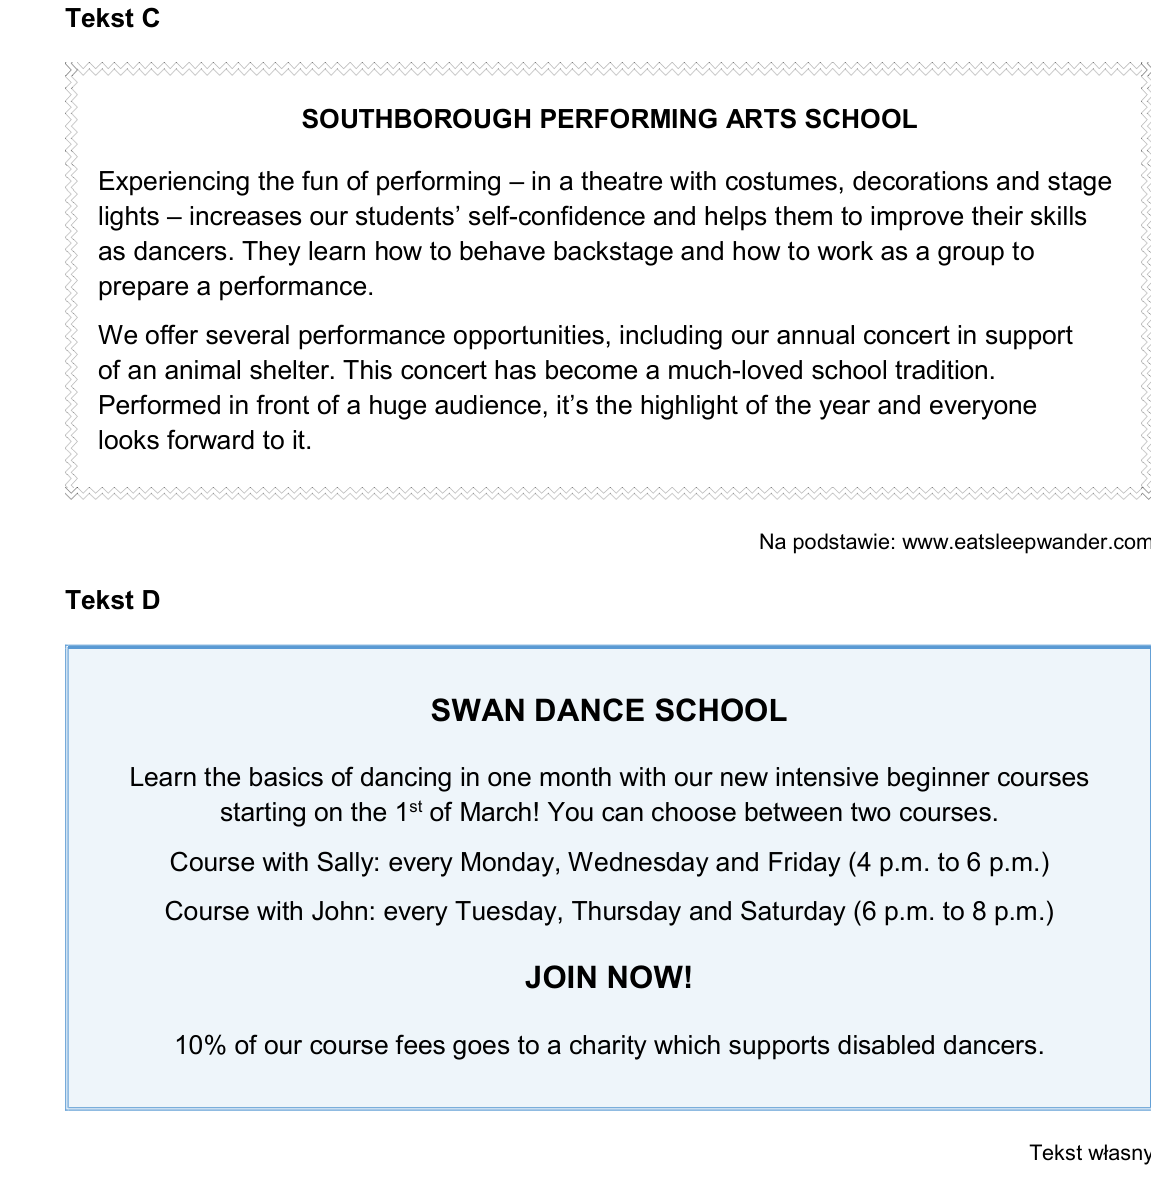 Tekst C
SOUTHBOROUGH PERFORMING ARTS SCHOOL
Experiencing the fun of performing – in a theatre with costumes, decorations and stage
lights – increases our students’ self-confidence and helps them to improve their skills
as dancers. They learn how to behave backstage and how to work as a group to
prepare a performance.
We offer several performance opportunities, including our annual concert in support
of an animal shelter. This concert has become a much-loved school tradition.
Performed in front of a huge audience, it’s the highlight of the year and everyone
looks forward to it.
Na podstawie: www.eatsleepwander.com
Tekst D
SWAN DANCE SCHOOL
Learn the basics of dancing in one month with our new intensive beginner courses
starting on the 1st of March! You can choose between two courses.
Course with Sally: every Monday, Wednesday and Friday (4 p.m. to 6 p.m.)
Course with John: every Tuesday, Thursday and Saturday (6 p.m. to 8 p.m.)
JOIN NOW!
10% of our course fees goes to a charity which supports disabled dancers.
Tekst własny